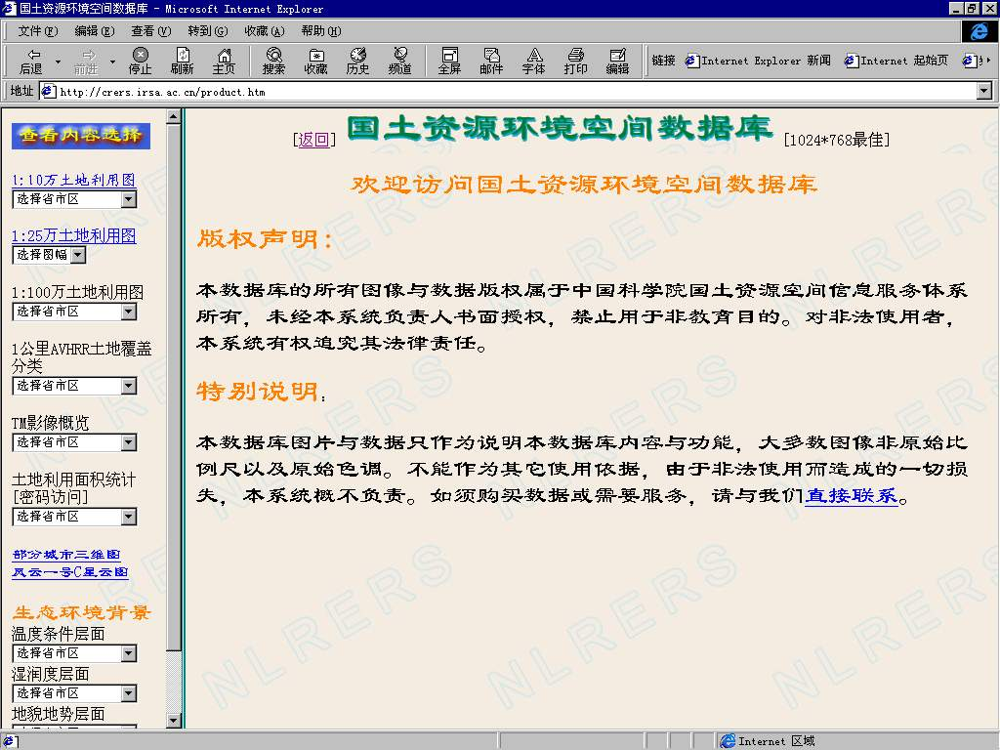 国土资源环境空间数据库 - Microsoft Internet Explorer
文件(F) 编辑(E) 查看(V) 转到(G) 收藏(A) 帮助(H)
后退 前进 停止 刷新 主页 搜索 收藏 历史 频道 全屏 邮件 字体 打印 编辑 链接 Internet Explorer 新闻 Internet 起始页
地址 http://crers.irsa.ac.cn/product.htm
查看内容选择
1:10万土地利用图
选择省市区
1:25万土地利用图
选择图幅
1:100万土地利用图
选择省市区
1公里AVHRR土地覆盖
分类
选择省市区
TM影像概览
选择省市区
土地利用面积统计
[密码访问]
选择省市区
部分城市三维图
风云一号C星云图
生态环境背景
温度条件层面
选择省市区
湿润度层面
选择省市区
地貌地势层面
[返回] 国土资源环境空间数据库 [1024*768最佳]
欢迎访问国土资源环境空间数据库
版权声明:
本数据库的所有图像与数据版权属于中国科学院国土资源空间信息服务体系
所有，未经本系统负责人书面授权，禁止用于非教育目的。对非法使用者，
本系统有权追究其法律责任。
特别说明:
本数据库图片与数据只作为说明本数据库内容与功能，大多数图像非原始比
例尺以及原始色调。不能作为其它使用依据，由于非法使用而造成的一切损
失，本系统概不负责。如须购买数据或需要服务，请与我们直接联系。
NLRERS
NLRERS
NLRERS
NLRERS
NLRERS
NLRERS
NLRERS
NLRERS
NLRERS
Internet 区域